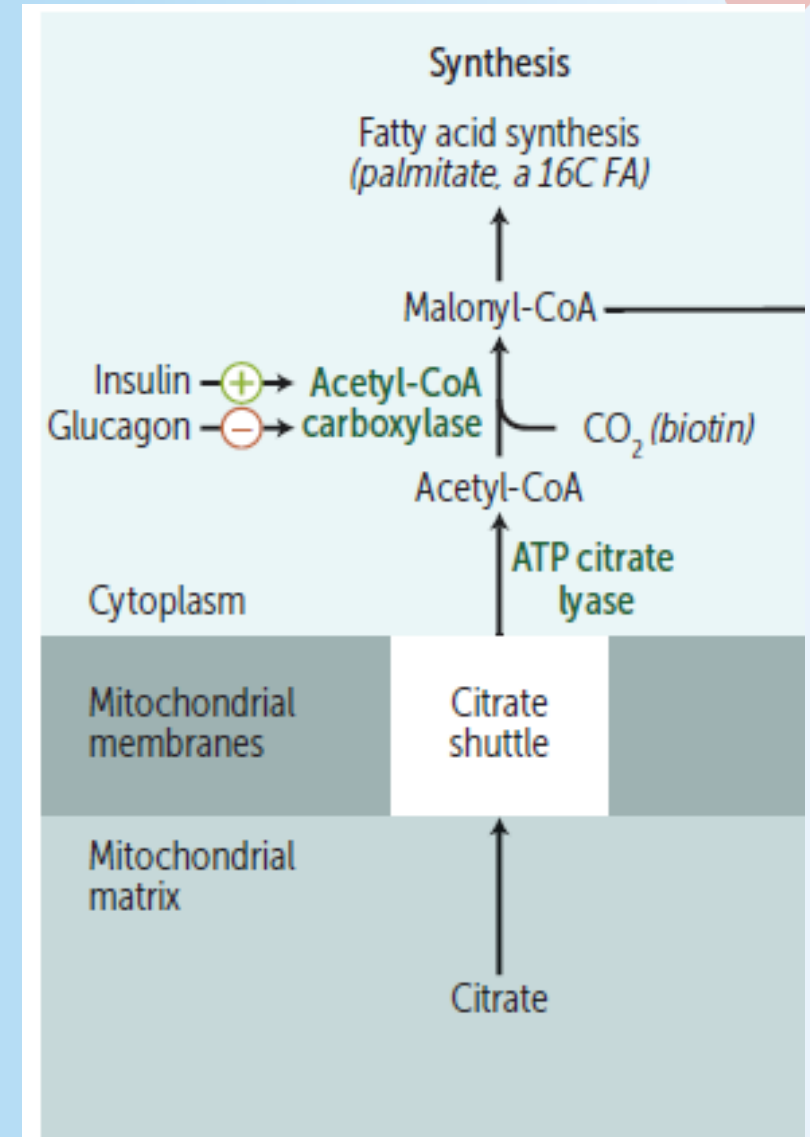 Synthesis
Fatty acid synthesis
(palmitate, a 16C FA)
Malonyl-CoA
Insulin + Acetyl-CoA
Glucagon − carboxylase
CO₂ (biotin)
Acetyl-CoA
ATP citrate
lyase
Cytoplasm
Mitochondrial
membranes
Citrate
shuttle
Mitochondrial
matrix
Citrate